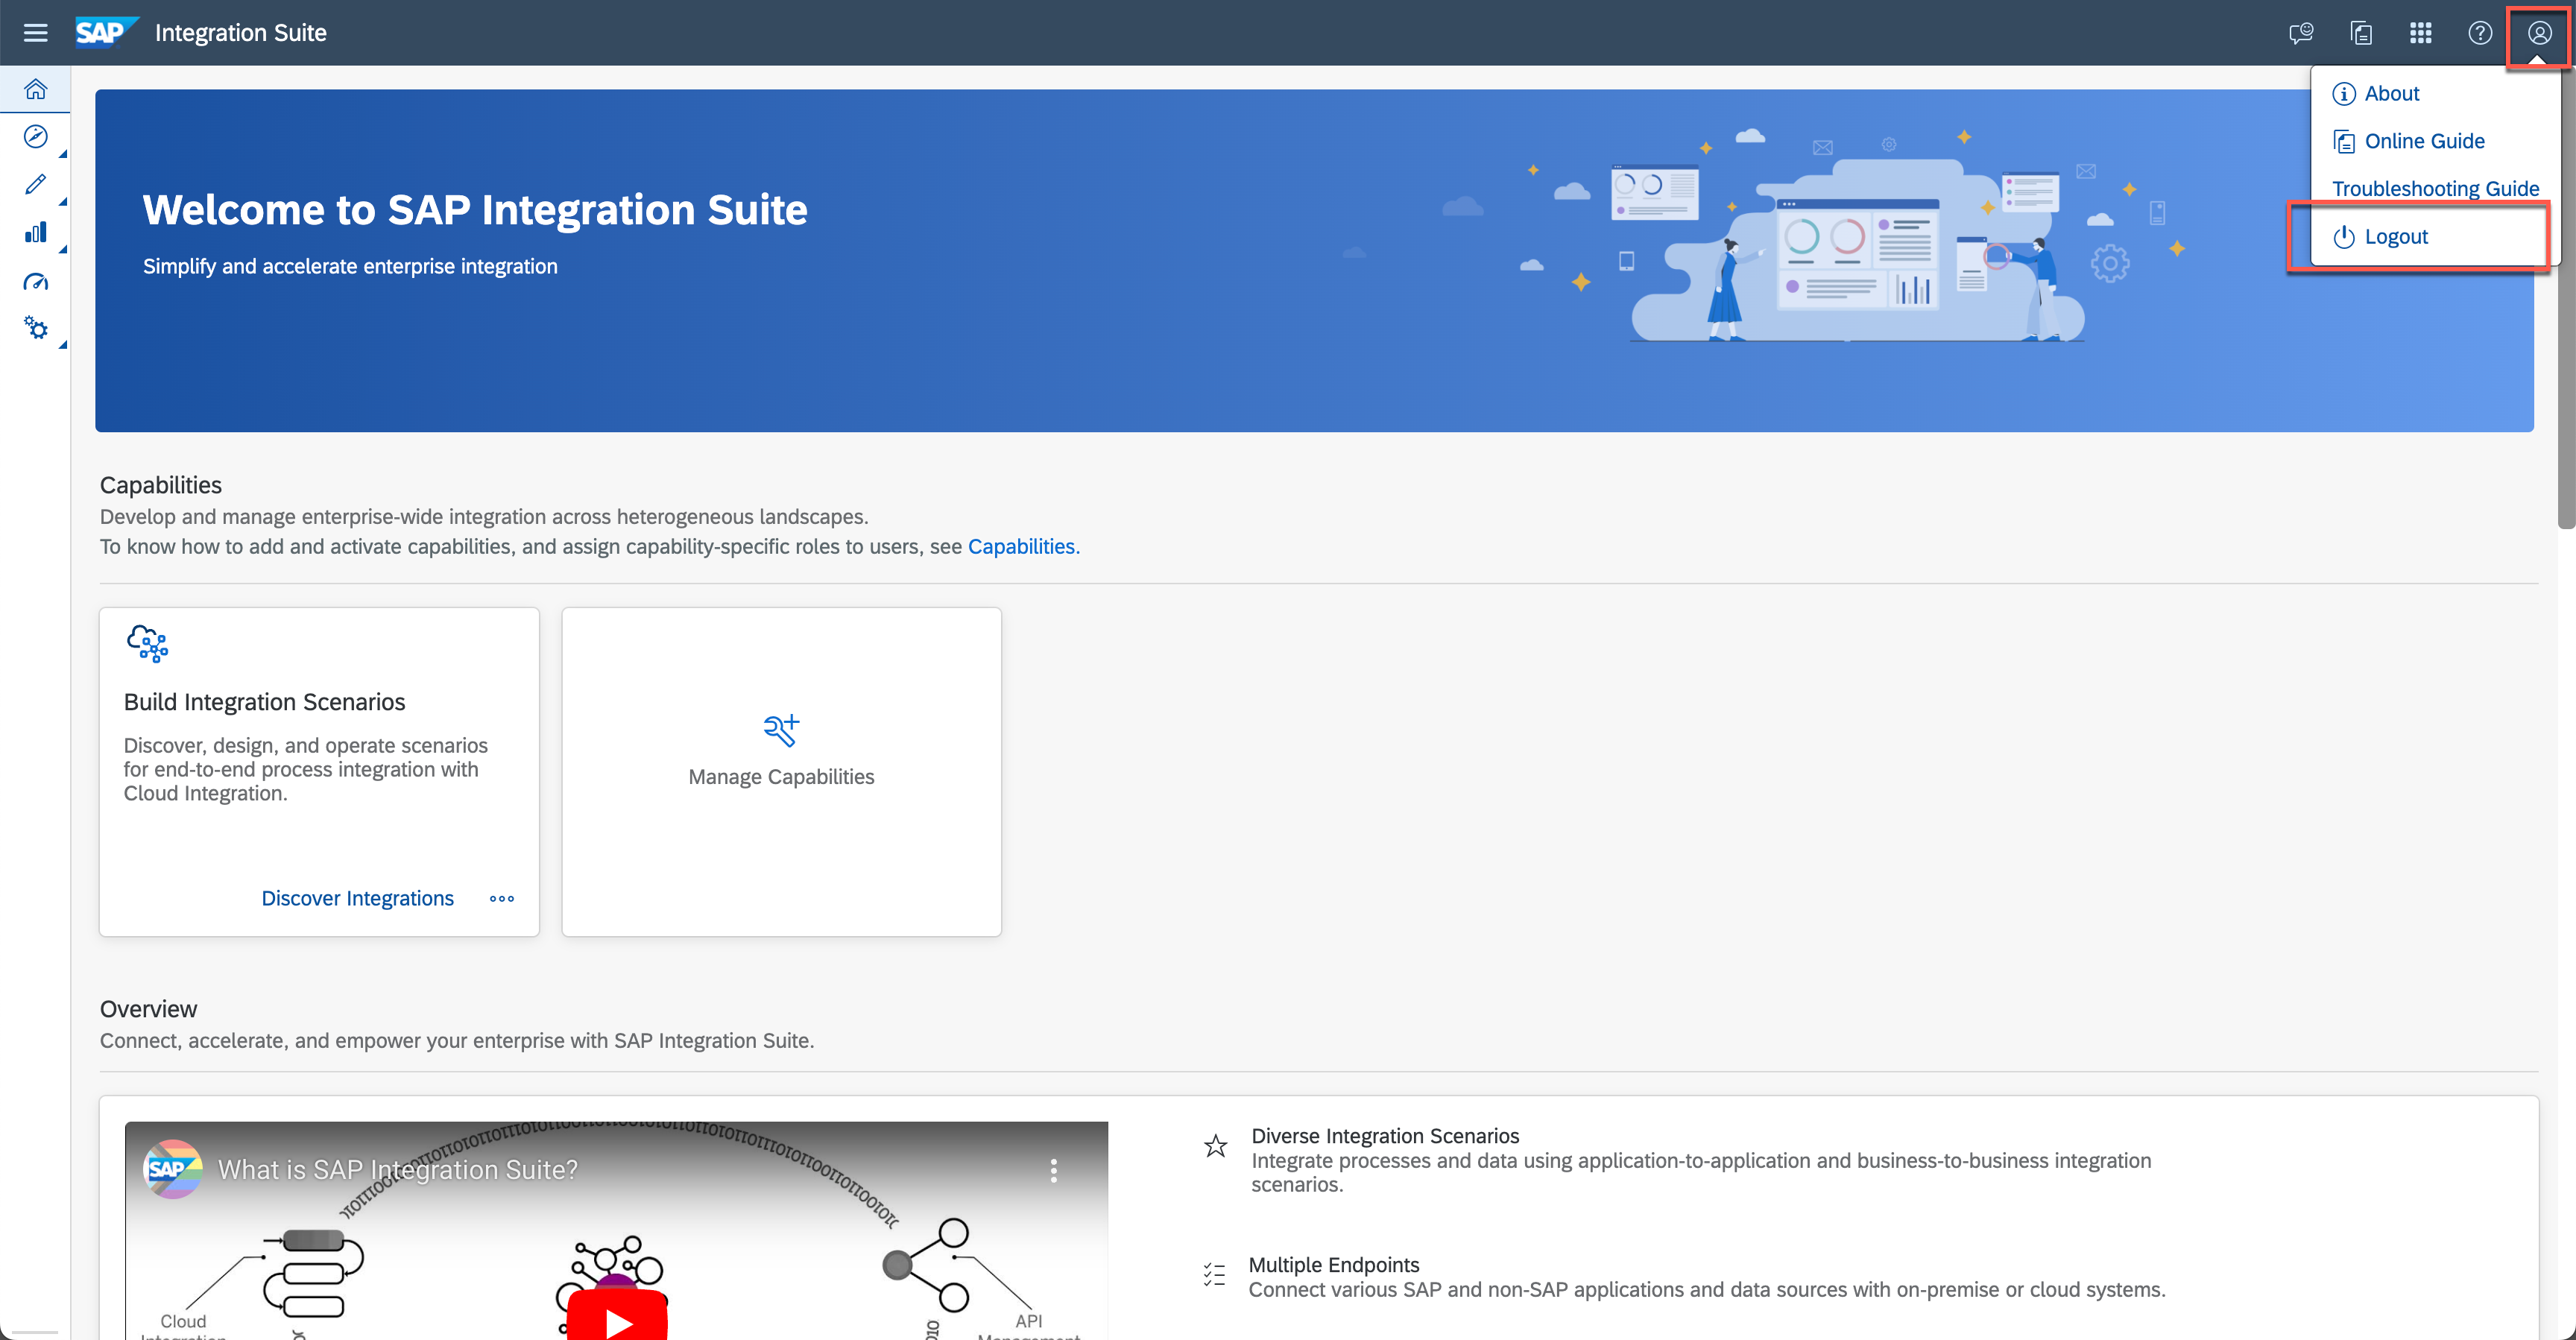 SAP Integration Suite
About
Online Guide
Troubleshooting Guide
Logout
Welcome to SAP Integration Suite
Simplify and accelerate enterprise integration
Capabilities
Develop and manage enterprise-wide integration across heterogeneous landscapes.
To know how to add and activate capabilities, and assign capability-specific roles to users, see Capabilities.
Build Integration Scenarios
Discover, design, and operate scenarios
for end-to-end process integration with
Cloud Integration.
Discover Integrations
Manage Capabilities
Overview
Connect, accelerate, and empower your enterprise with SAP Integration Suite.
SAP What is SAP Integration Suite?
Cloud
API
Diverse Integration Scenarios
Integrate processes and data using application-to-application and business-to-business integration
scenarios.
Multiple Endpoints
Connect various SAP and non-SAP applications and data sources with on-premise or cloud systems.